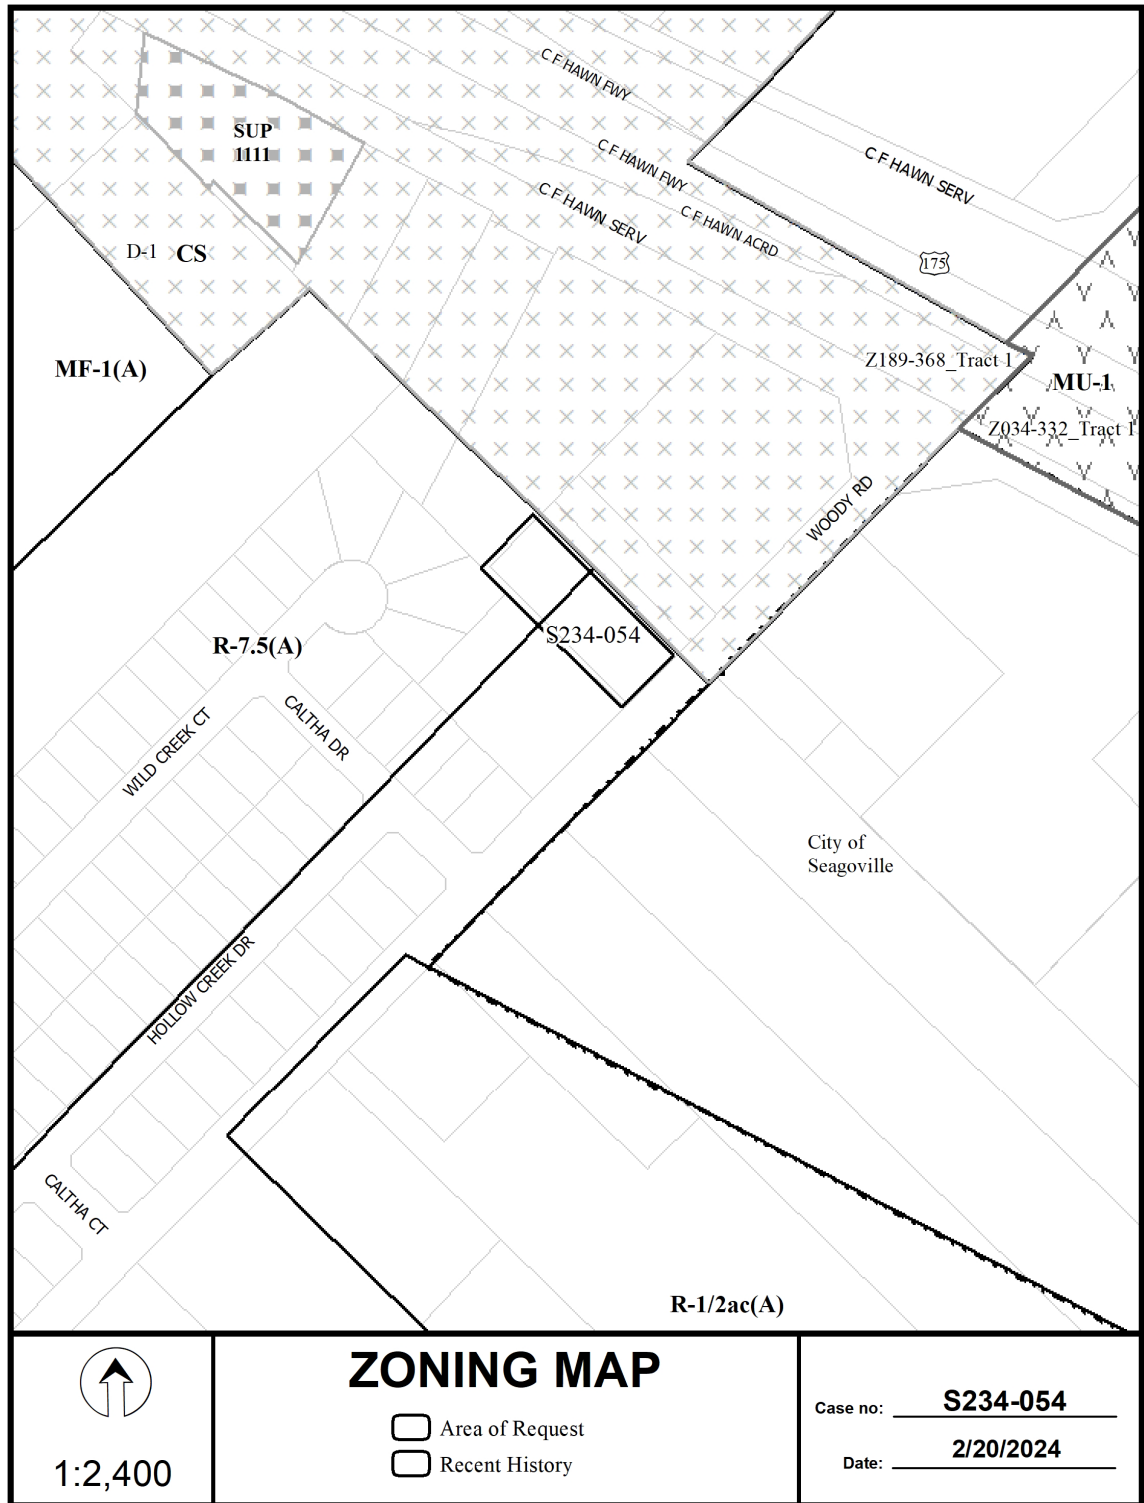 C F HAWN FWY
SUP
1111
C F HAWN FWY
C F HAWN SERV
C F HAWN SERV
C F HAWN ACRD
D-1 CS
175
MF-1(A)
Z189-368_Tract 1
MU-1
Z034-332_Tract 1
WOODY RD
S234-054
R-7.5(A)
CALTHA DR
WILD CREEK CT
City of
Seagoville
HOLLOW CREEK DR
CALTHA CT
R-1/2ac(A)
1:2,400
ZONING MAP
Area of Request
Recent History
Case no: S234-054
Date: 2/20/2024